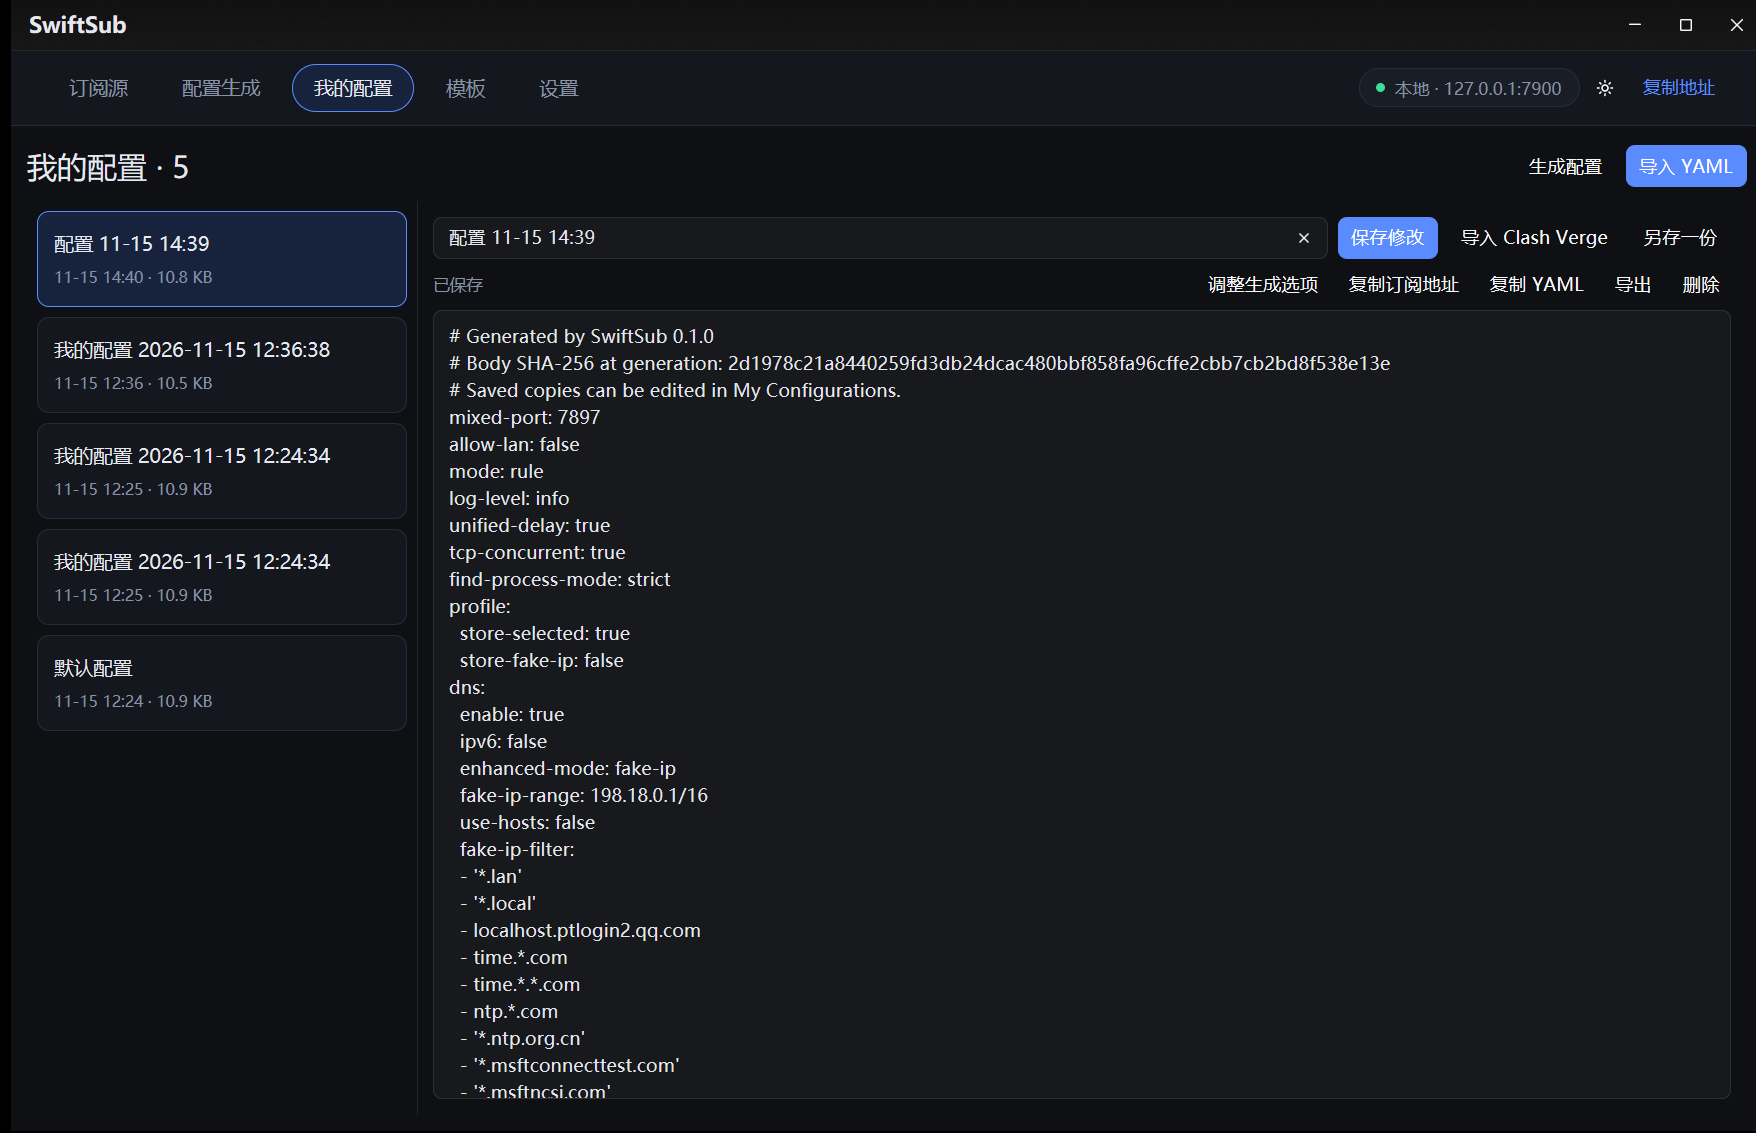 SwiftSub
订阅源 配置生成 我的配置 模板 设置 本地 · 127.0.0.1:7900 复制地址
我的配置 · 5 生成配置 导入 YAML
配置 11-15 14:39
11-15 14:40 · 10.8 KB
我的配置 2026-11-15 12:36:38
11-15 12:36 · 10.5 KB
我的配置 2026-11-15 12:24:34
11-15 12:25 · 10.9 KB
我的配置 2026-11-15 12:24:34
11-15 12:25 · 10.9 KB
默认配置
11-15 12:24 · 10.9 KB
配置 11-15 14:39 保存修改 导入 Clash Verge 另存一份
已保存 调整生成选项 复制订阅地址 复制 YAML 导出 删除
# Generated by SwiftSub 0.1.0
# Body SHA-256 at generation: 2d1978c21a8440259fd3db24dcac480bbf858fa96cffe2cbb7cb2bd8f538e13e
# Saved copies can be edited in My Configurations.
mixed-port: 7897
allow-lan: false
mode: rule
log-level: info
unified-delay: true
tcp-concurrent: true
find-process-mode: strict
profile:
  store-selected: true
  store-fake-ip: false
dns:
  enable: true
  ipv6: false
  enhanced-mode: fake-ip
  fake-ip-range: 198.18.0.1/16
  use-hosts: false
  fake-ip-filter:
  - '*.lan'
  - '*.local'
  - localhost.ptlogin2.qq.com
  - time.*.com
  - time.*.*.com
  - ntp.*.com
  - '*.ntp.org.cn'
  - '*.msftconnecttest.com'
  - '*.msftncsi.com'